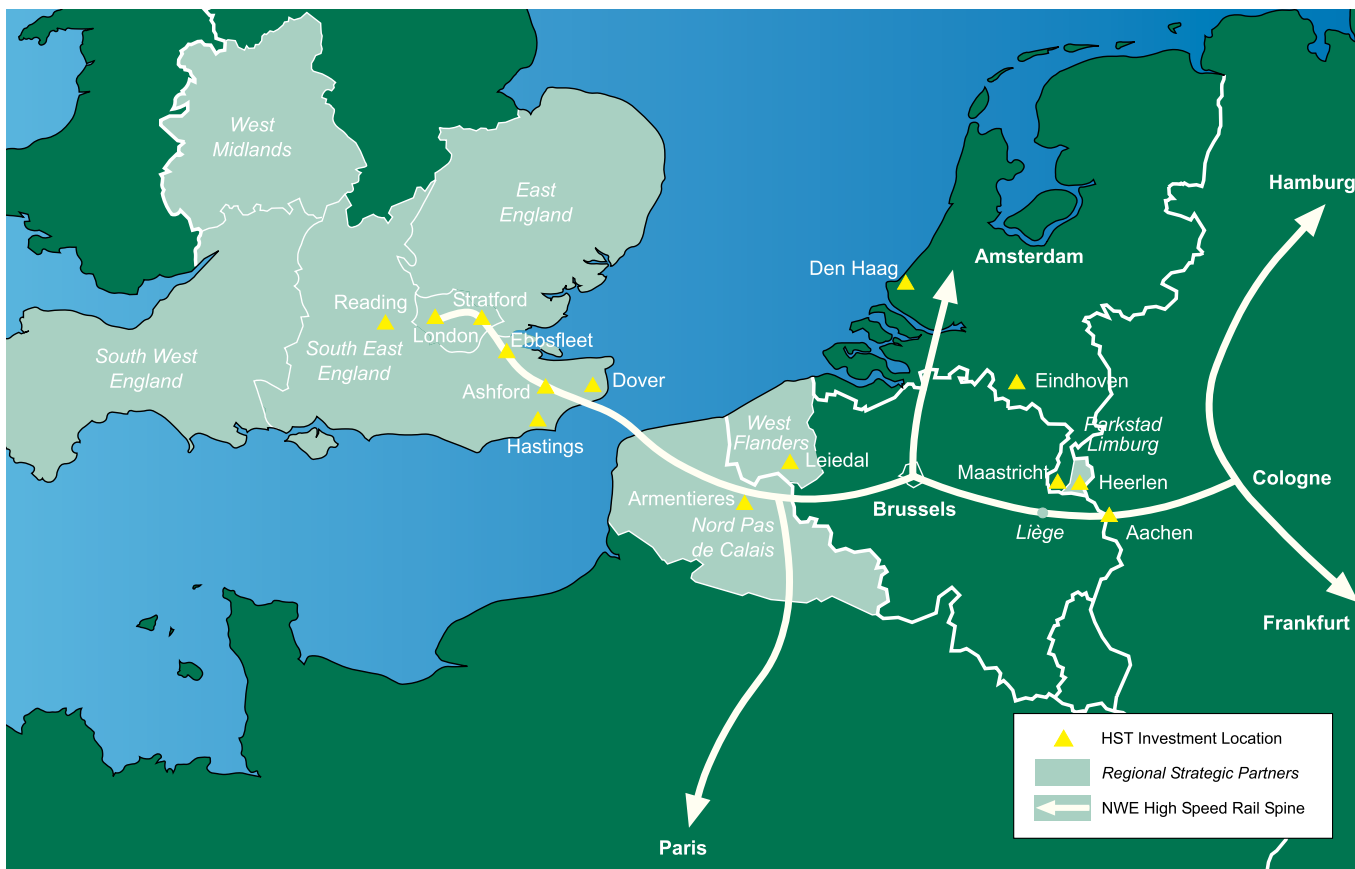 West
Midlands
East
England
Hamburg
Amsterdam
Den Haag
Reading
Stratford
London
Ebbsfleet
South West
England
South East
England
Ashford
Dover
Hastings
Eindhoven
West
Flanders
Leiedal
Parkstad
Limburg
Maastricht
Heerlen
Armentieres
Nord Pas
de Calais
Brussels
Cologne
Liège
Aachen
Frankfurt
Paris
HST Investment Location
Regional Strategic Partners
NWE High Speed Rail Spine